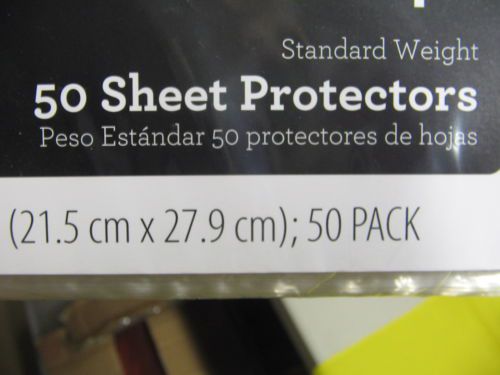 Standard Weight
50 Sheet Protectors
Peso Estándar 50 protectores de hojas
(21.5 cm x 27.9 cm); 50 PACK